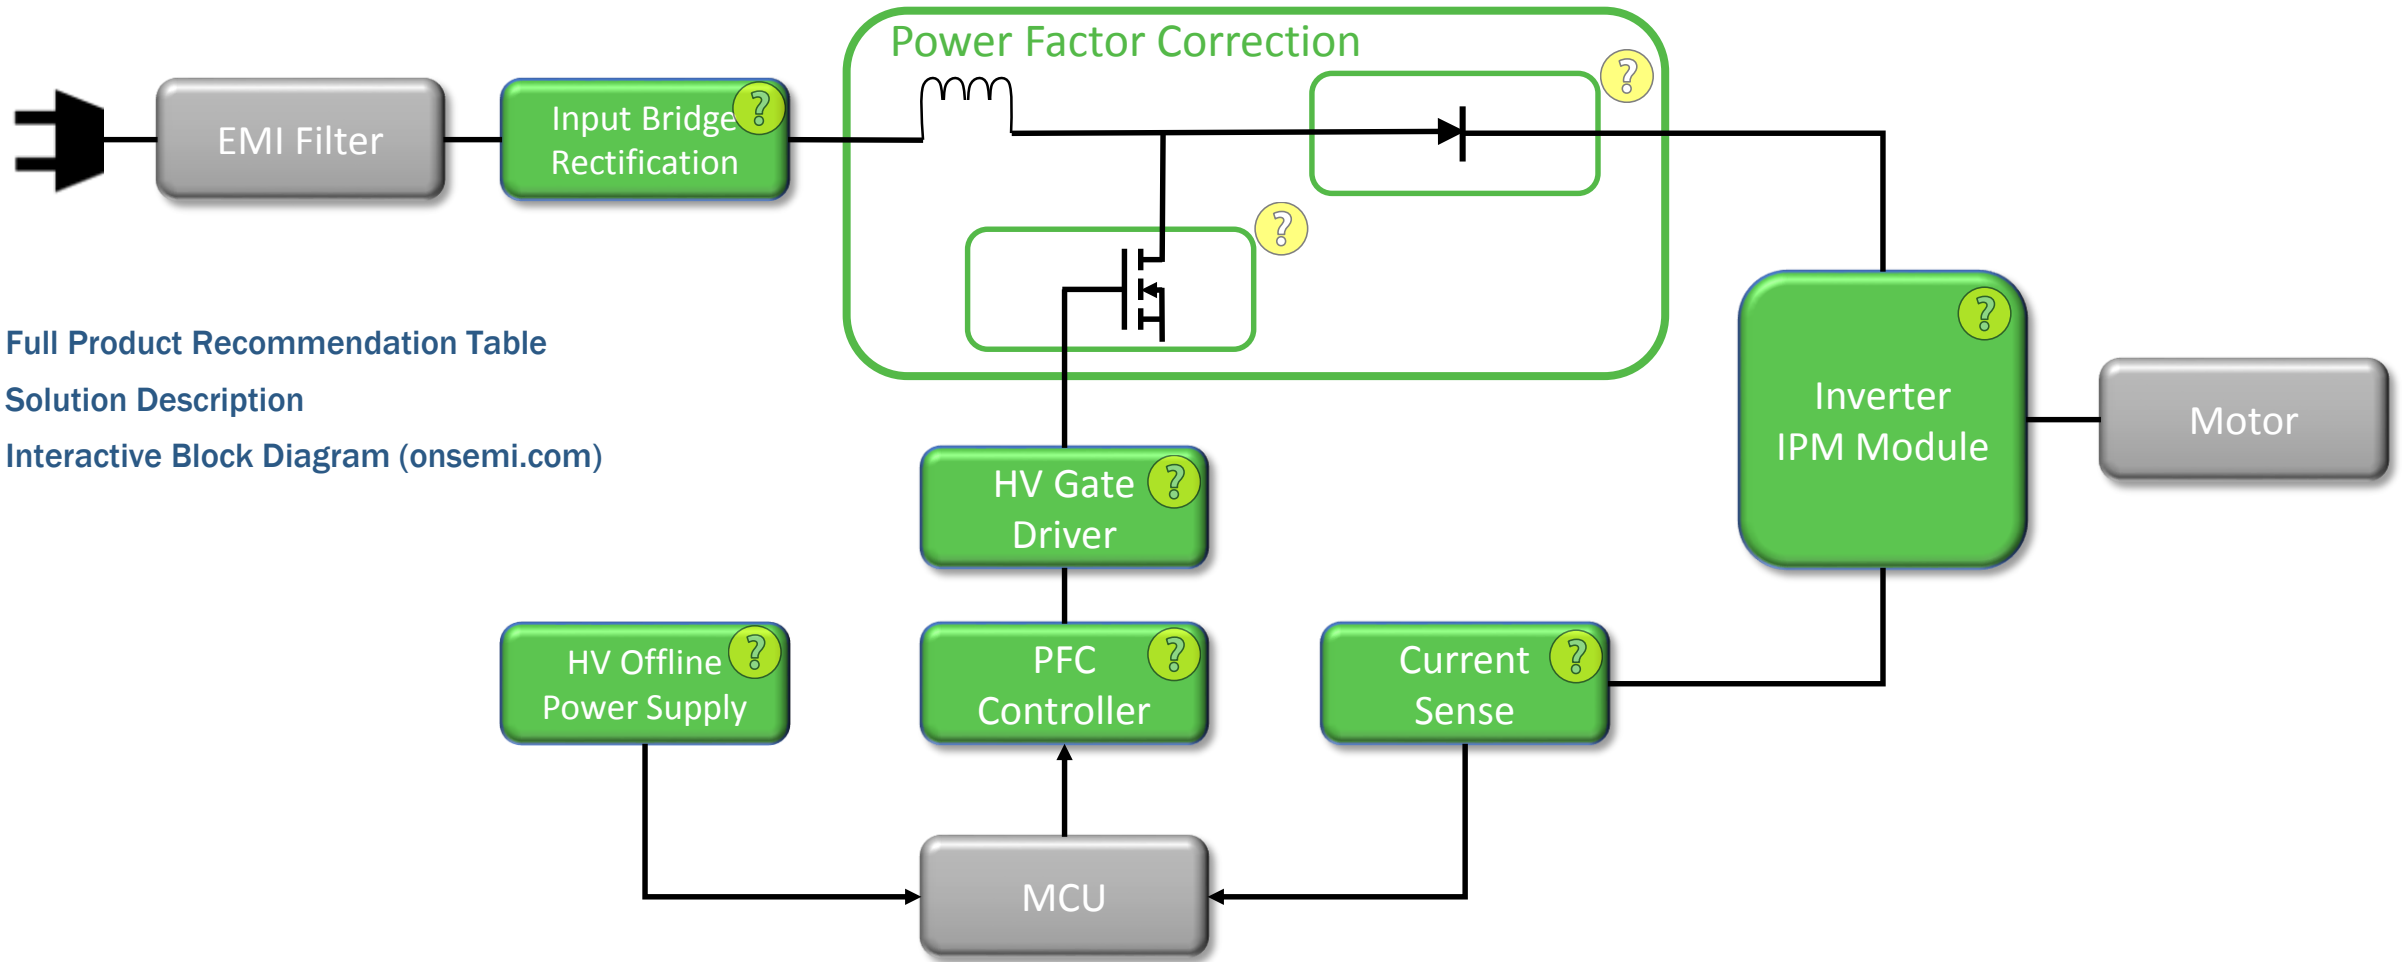 Power Factor Correction
?
EMI Filter
Input Bridge
Rectification
?
?
Full Product Recommendation Table
Solution Description
Interactive Block Diagram (onsemi.com)
Inverter
IPM Module
?
Motor
HV Gate
Driver
?
HV Offline
Power Supply
?
PFC
Controller
?
Current
Sense
?
MCU